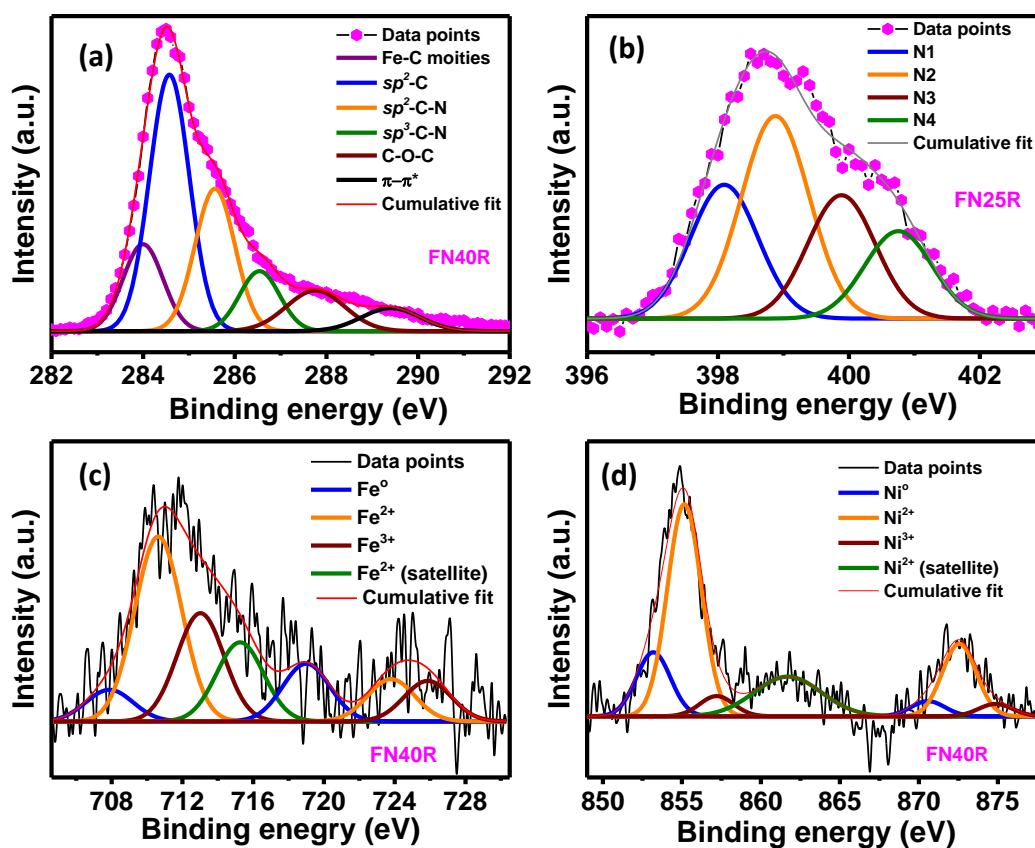 (a)
Data points
Fe-C moities
sp²-C
sp²-C-N
sp³-C-N
C-O-C
π–π*
Cumulative fit
FN40R
Intensity (a.u.)
282 284 286 288 290 292
Binding energy (eV)
(b)
Data points
N1
N2
N3
N4
Cumulative fit
FN25R
Intensity (a.u.)
396 398 400 402
Binding energy (eV)
(c)
Data points
Feº
Fe²⁺
Fe³⁺
Fe²⁺ (satellite)
Cumulative fit
FN40R
Intensity (a.u.)
708 712 716 720 724 728
Binding enegry (eV)
(d)
Data points
Niº
Ni²⁺
Ni³⁺
Ni²⁺ (satellite)
Cumulative fit
FN40R
Intensity (a.u.)
850 855 860 865 870 875
Binding energy (eV)